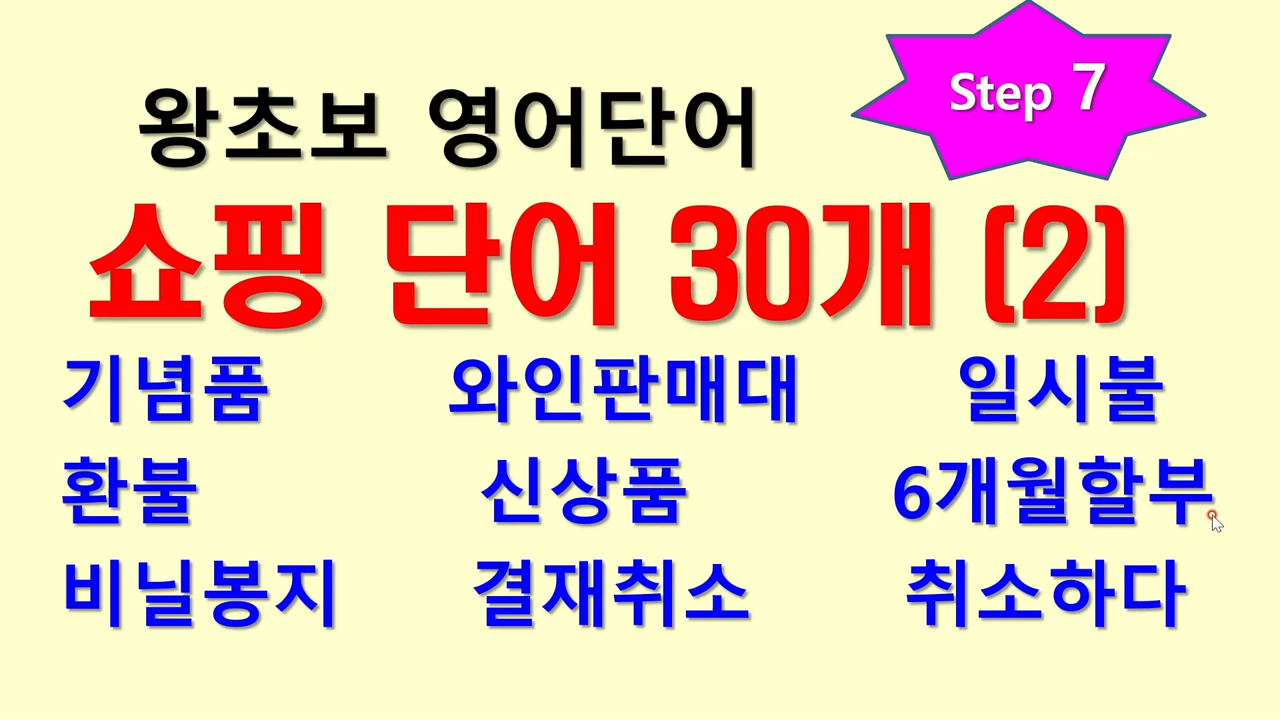 Step 7
왕초보 영어단어
쇼핑 단어 30개 (2)
기념품 와인판매대 일시불
환불 신상품 6개월할부
비닐봉지 결재취소 취소하다